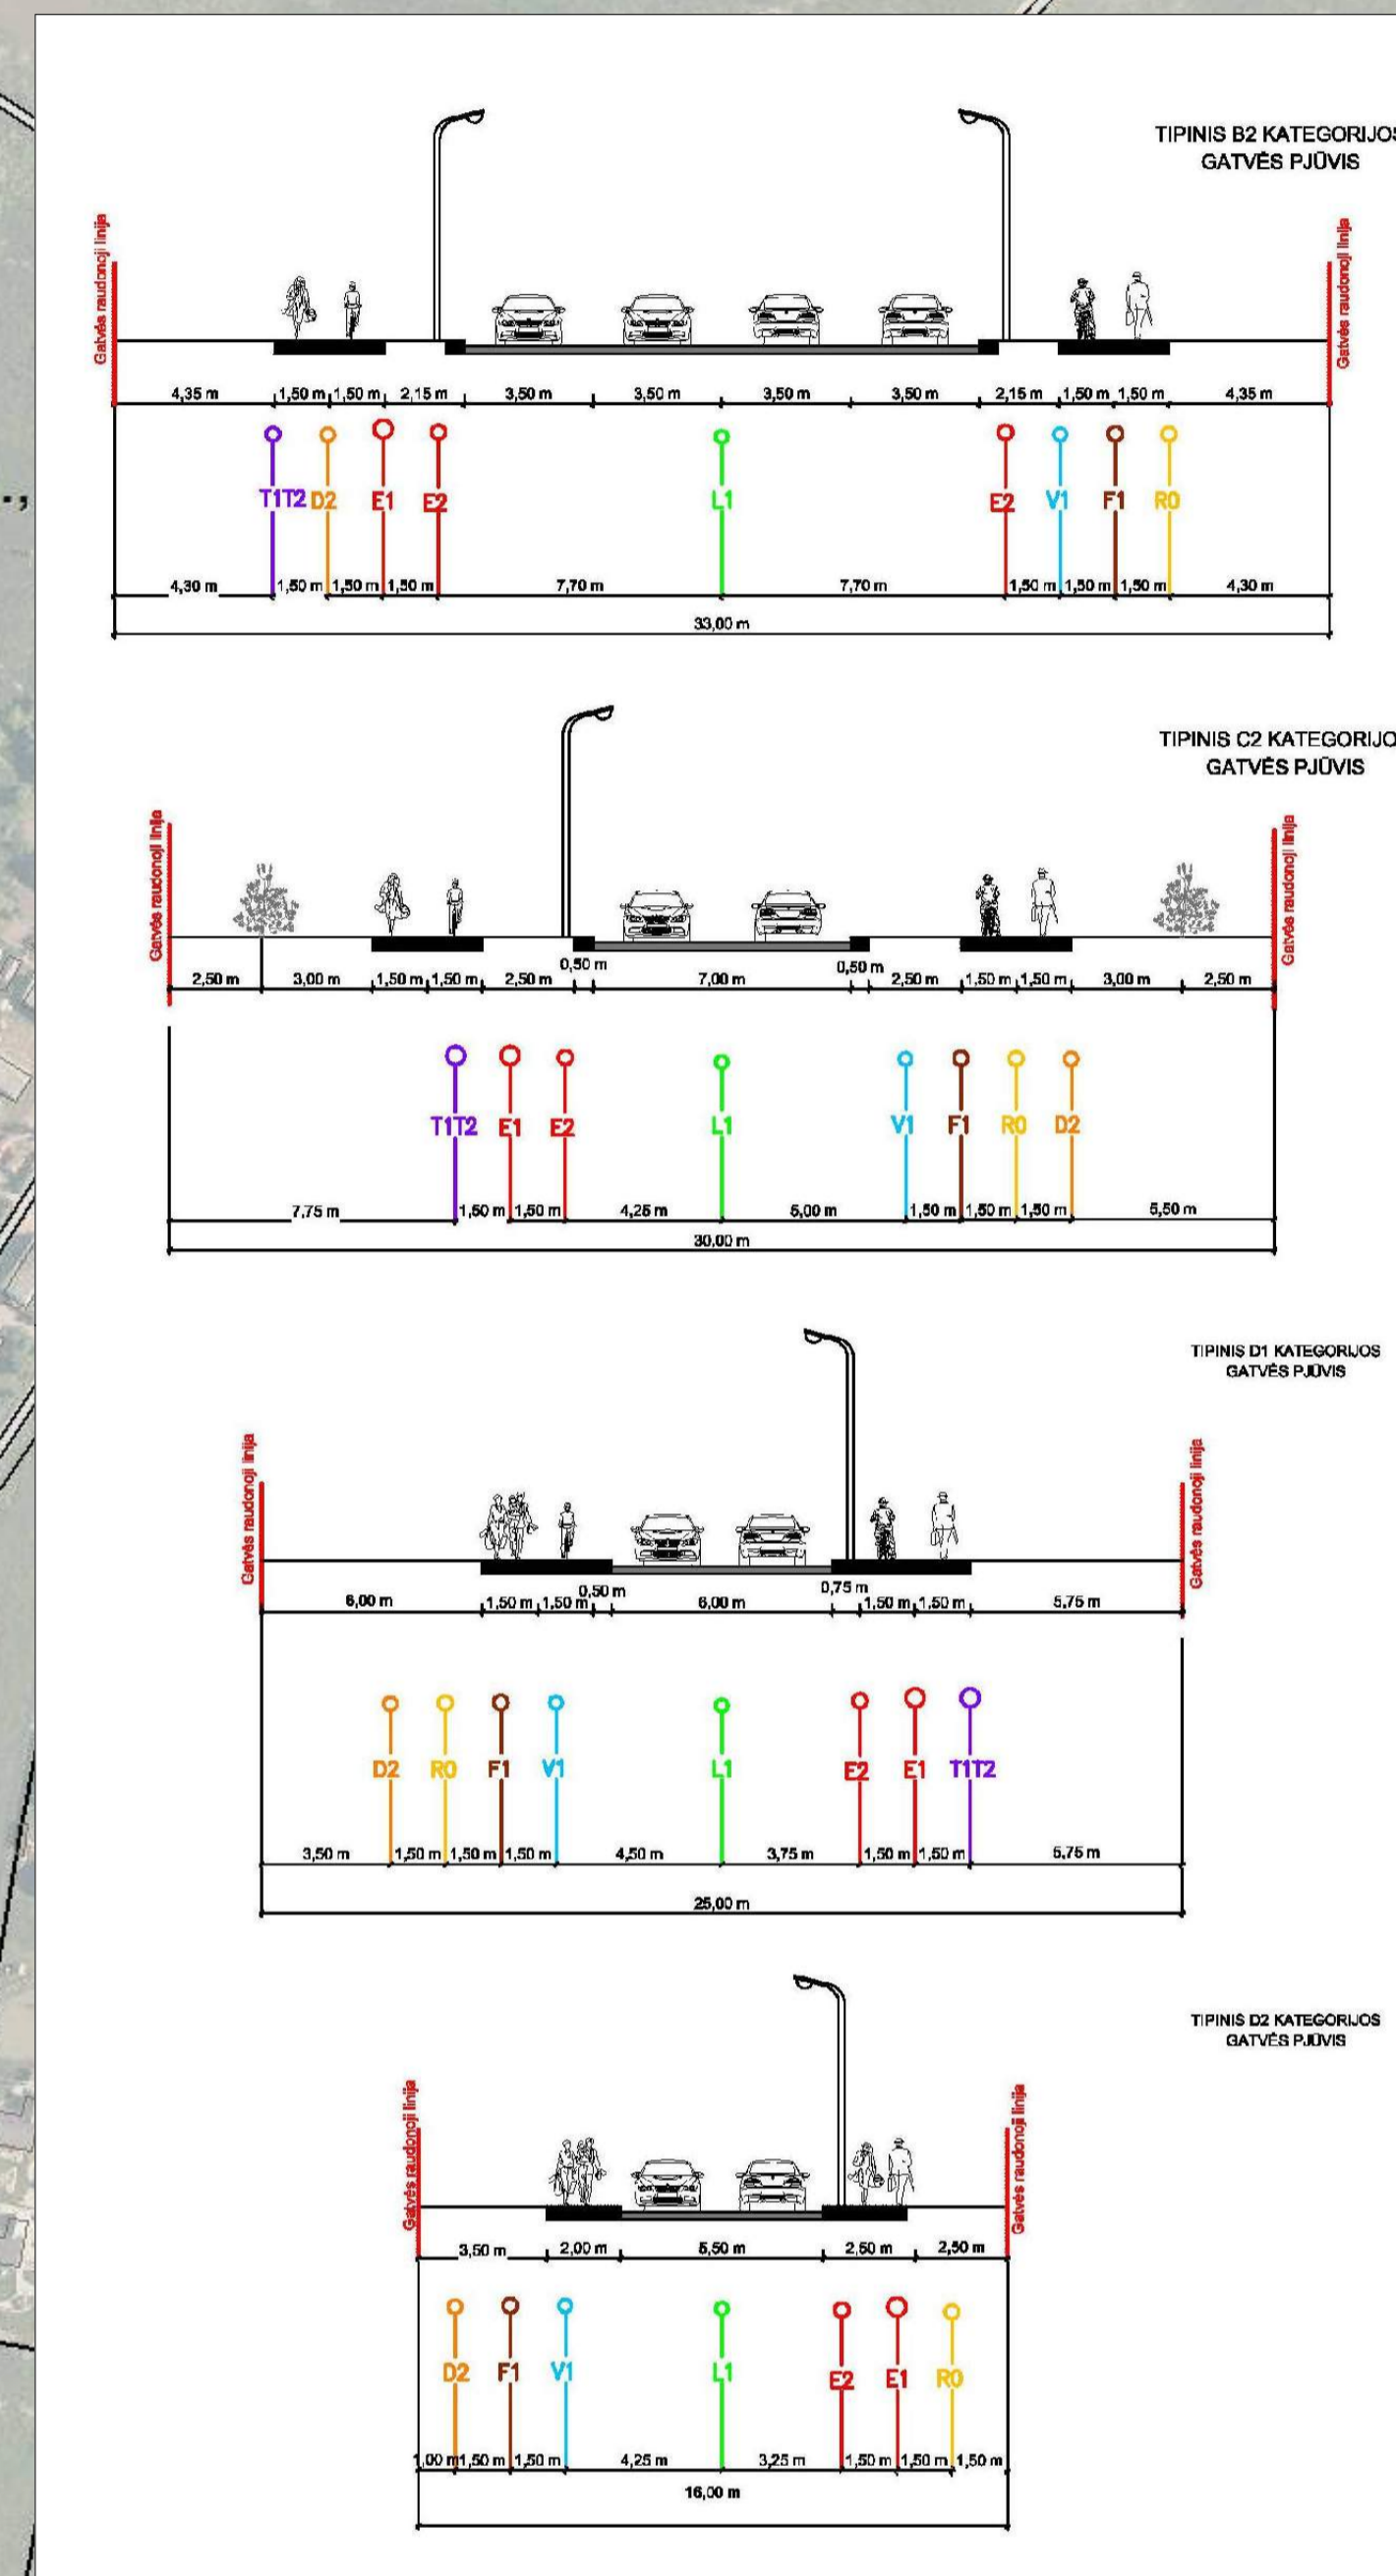 TIPINIS B2 KATEGORIJOS
GATVĖS PJŪVIS
Gatvės raudonoji linija
Gatvės raudonoji linija
4,35 m 1,50 m 1,50 m 2,15 m 3,50 m 3,50 m 3,50 m 3,50 m 2,15 m 1,50 m 1,50 m 4,35 m
.,
T1T2 D2 E1 E2 L1 E2 V1 F1 R0
4,30 m 1,50 m 1,50 m 1,50 m 7,70 m 7,70 m 1,50 m 1,50 m 1,50 m 4,30 m
33,00 m
TIPINIS C2 KATEGORIJO
GATVĖS PJŪVIS
Gatvės raudonoji linija
Gatvės raudonoji linija
0,50 m 0,50 m
2,50 m 3,00 m 1,50 m 1,50 m 2,50 m 7,00 m 2,50 m 1,50 m 1,50 m 3,00 m 2,50 m
T1T2 E1 E2 L1 V1 F1 R0 D2
7,75 m 1,50 m 1,50 m 4,25 m 5,00 m 1,50 m 1,50 m 1,50 m 5,50 m
30,00 m
TIPINIS D1 KATEGORIJOS
GATVĖS PJŪVIS
Gatvės raudonoji linija
Gatvės raudonoji linija
0,50 m 0,75 m
6,00 m 1,50 m 1,50 m 6,00 m 1,50 m 1,50 m 5,75 m
D2 R0 F1 V1 L1 E2 E1 T1T2
3,50 m 1,50 m 1,50 m 1,50 m 4,50 m 3,75 m 1,50 m 1,50 m 5,75 m
25,00 m
TIPINIS D2 KATEGORIJOS
GATVĖS PJŪVIS
Gatvės raudonoji linija
Gatvės raudonoji linija
3,50 m 2,00 m 5,50 m 2,50 m 2,50 m
D2 F1 V1 L1 E2 E1 R0
1,00 m 1,50 m 1,50 m 4,25 m 3,25 m 1,50 m 1,50 m 1,50 m
16,00 m